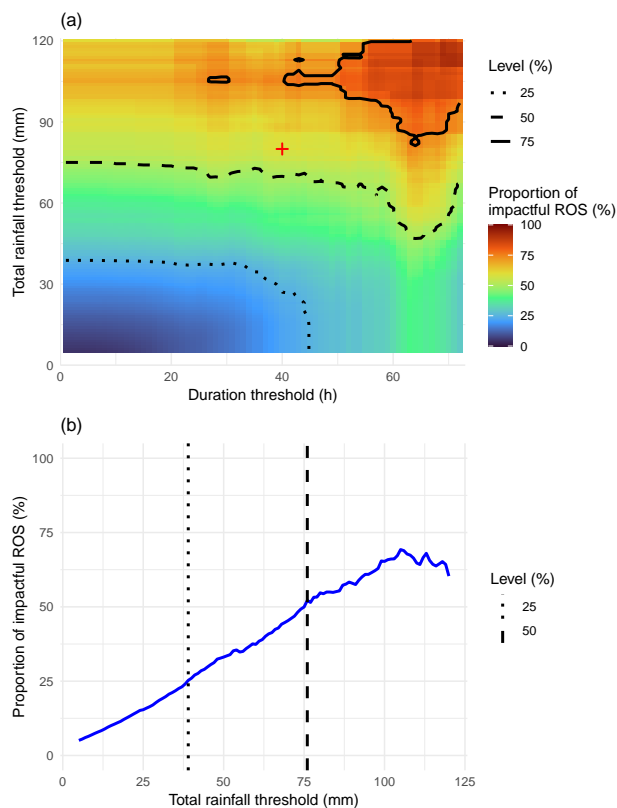 (a)
120
90
60
30
0
Total rainfall threshold (mm)
0 20 40 60
Duration threshold (h)
Level (%)
25
50
75
Proportion of
impactful ROS (%)
100
75
50
25
0
(b)
100
75
50
25
0
Proportion of impactful ROS (%)
0 25 50 75 100 125
Total rainfall threshold (mm)
Level (%)
25
50